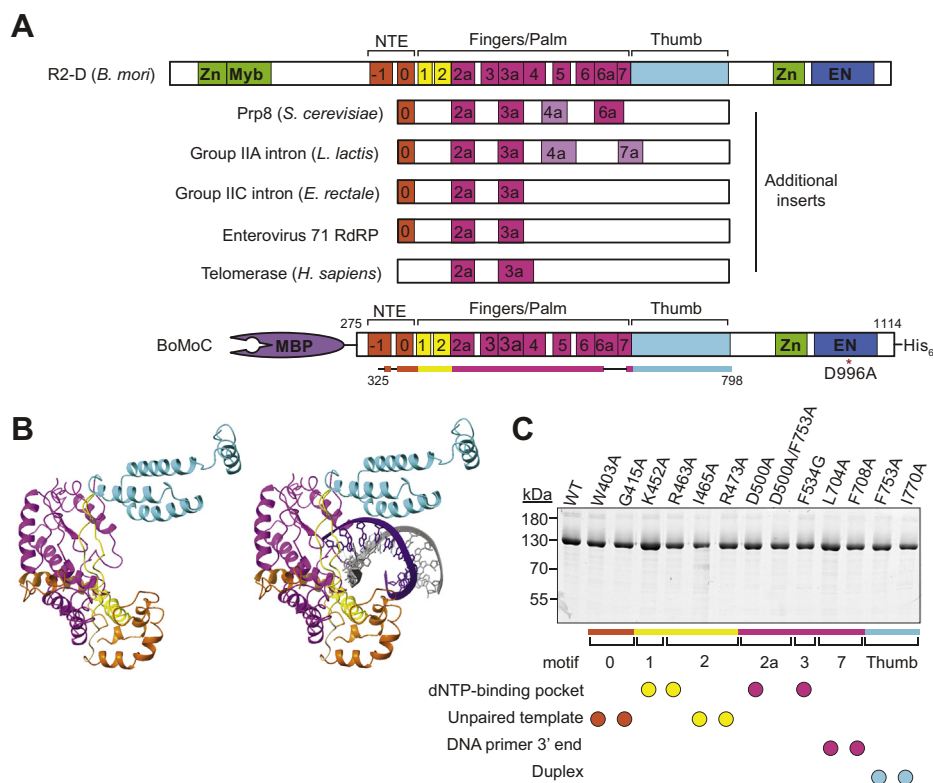 A
NTE Fingers/Palm Thumb
R2-D (B. mori) Zn Myb -1 0 1 2 2a 3 3a 4 5 6 6a 7 Zn EN
Prp8 (S. cerevisiae) 0 2a 3a 4a 6a
Group IIA intron (L. lactis) 0 2a 3a 4a 7a
Group IIC intron (E. rectale) 0 2a 3a
Enterovirus 71 RdRP 0 2a 3a
Telomerase (H. sapiens) 2a 3a
Additional
inserts
NTE Fingers/Palm Thumb
275 1114
BoMoC MBP -1 0 1 2 2a 3 3a 4 5 6 6a 7 Zn EN His6
* D996A
325 798
B
C
kDa WT W403A G415A K452A R463A I465A R473A D500A D500A/F753A F534G L704A F708A F753A I770A
180
130
70
55
motif 0 1 2 2a 3 7 Thumb
dNTP-binding pocket
Unpaired template
DNA primer 3' end
Duplex